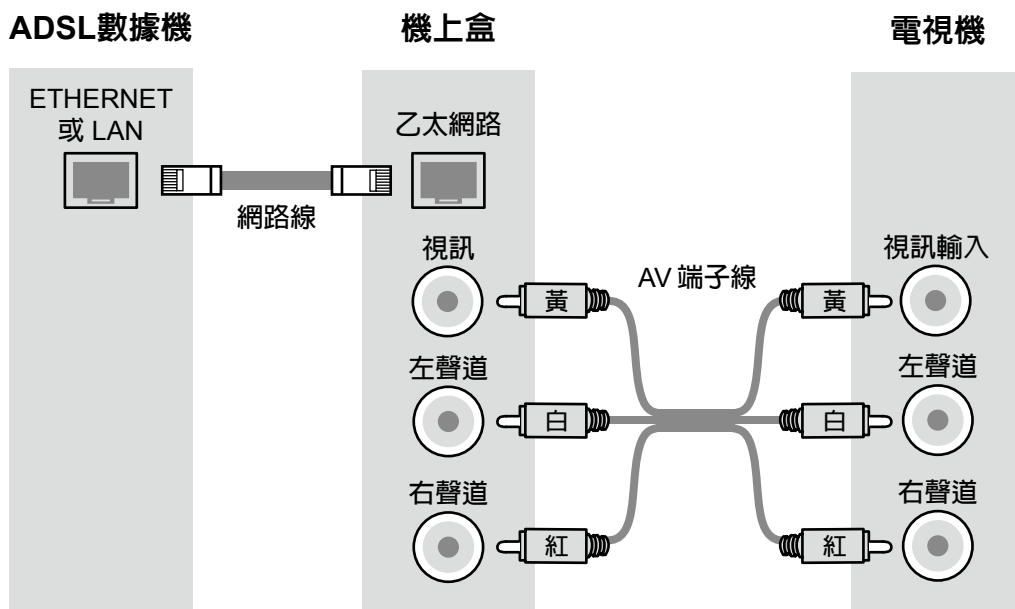 ADSL數據機
機上盒
電視機
ETHERNET
或 LAN
乙太網路
網路線
視訊
AV 端子線
視訊輸入
黃
黃
左聲道
左聲道
白
白
右聲道
右聲道
紅
紅